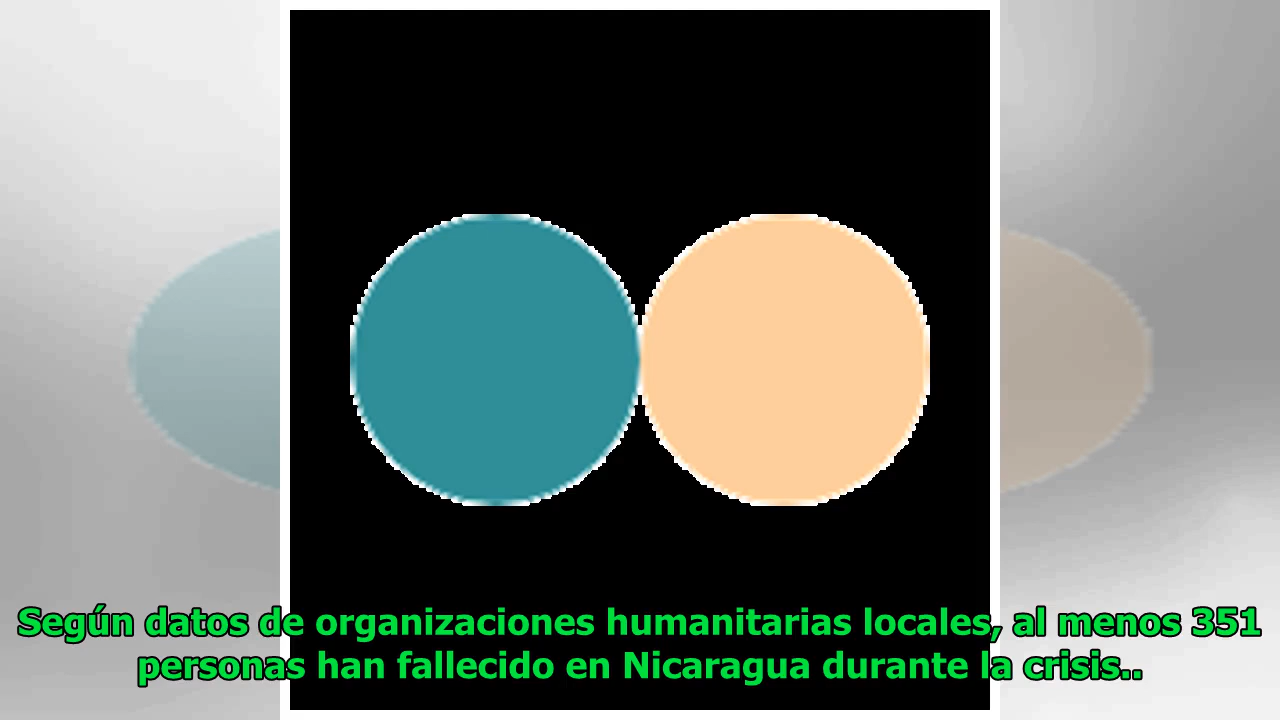 Según datos de organizaciones humanitarias locales, al menos 351
personas han fallecido en Nicaragua durante la crisis..